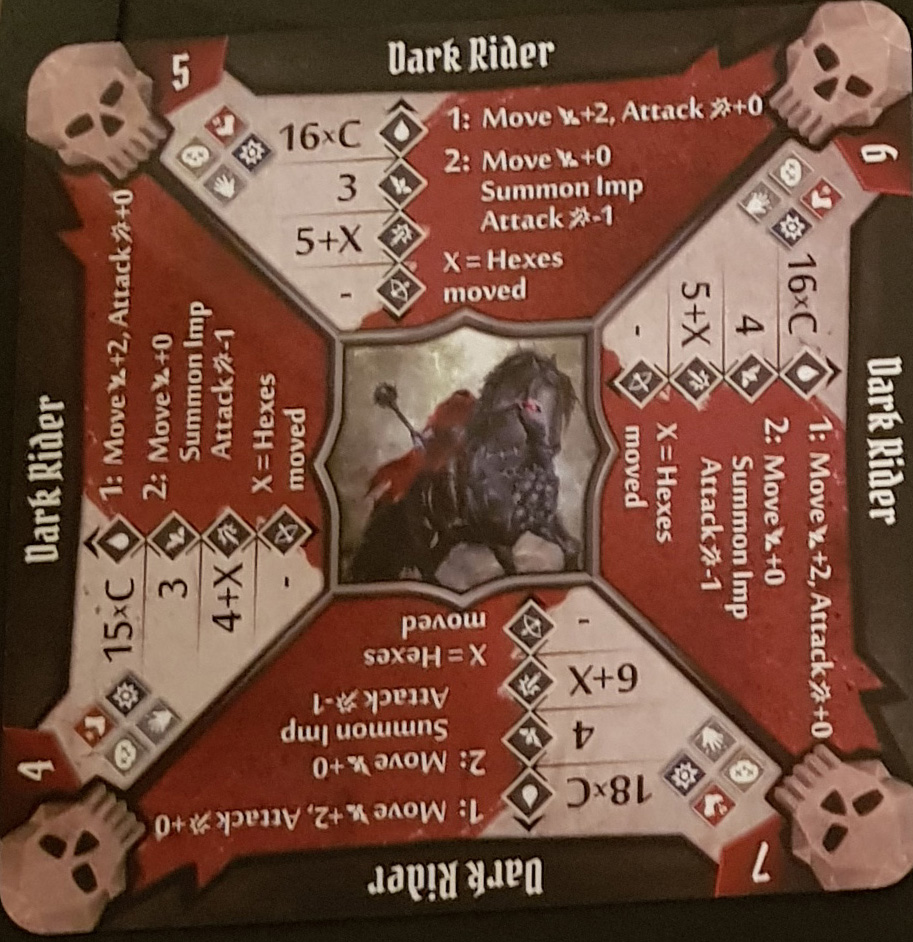 5
Dark Rider
16×C
3
5+X
-
1: Move +2, Attack +0
2: Move +0
Summon Imp
Attack -1
X = Hexes
moved
6
Dark Rider
16×C
4
5+X
-
1: Move +2, Attack +0
2: Move +0
Summon Imp
Attack -1
X = Hexes
moved
7
Dark Rider
18×C
4
6+X
-
1: Move +2, Attack +0
2: Move +0
Summon Imp
Attack -1
X = Hexes
moved
4
Dark Rider
15×C
3
4+X
-
1: Move +2, Attack +0
2: Move +0
Summon Imp
Attack -1
X = Hexes
moved